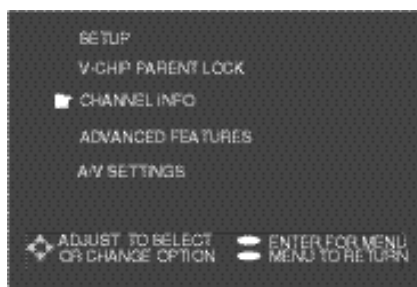 SETUP
V-CHIP PARENT LOCK
CHANNEL INFO
ADVANCED FEATURES
A/V SETTINGS
ADJUST TO SELECT
OR CHANGE OPTION
ENTER FOR MENU
MENU TO RETURN